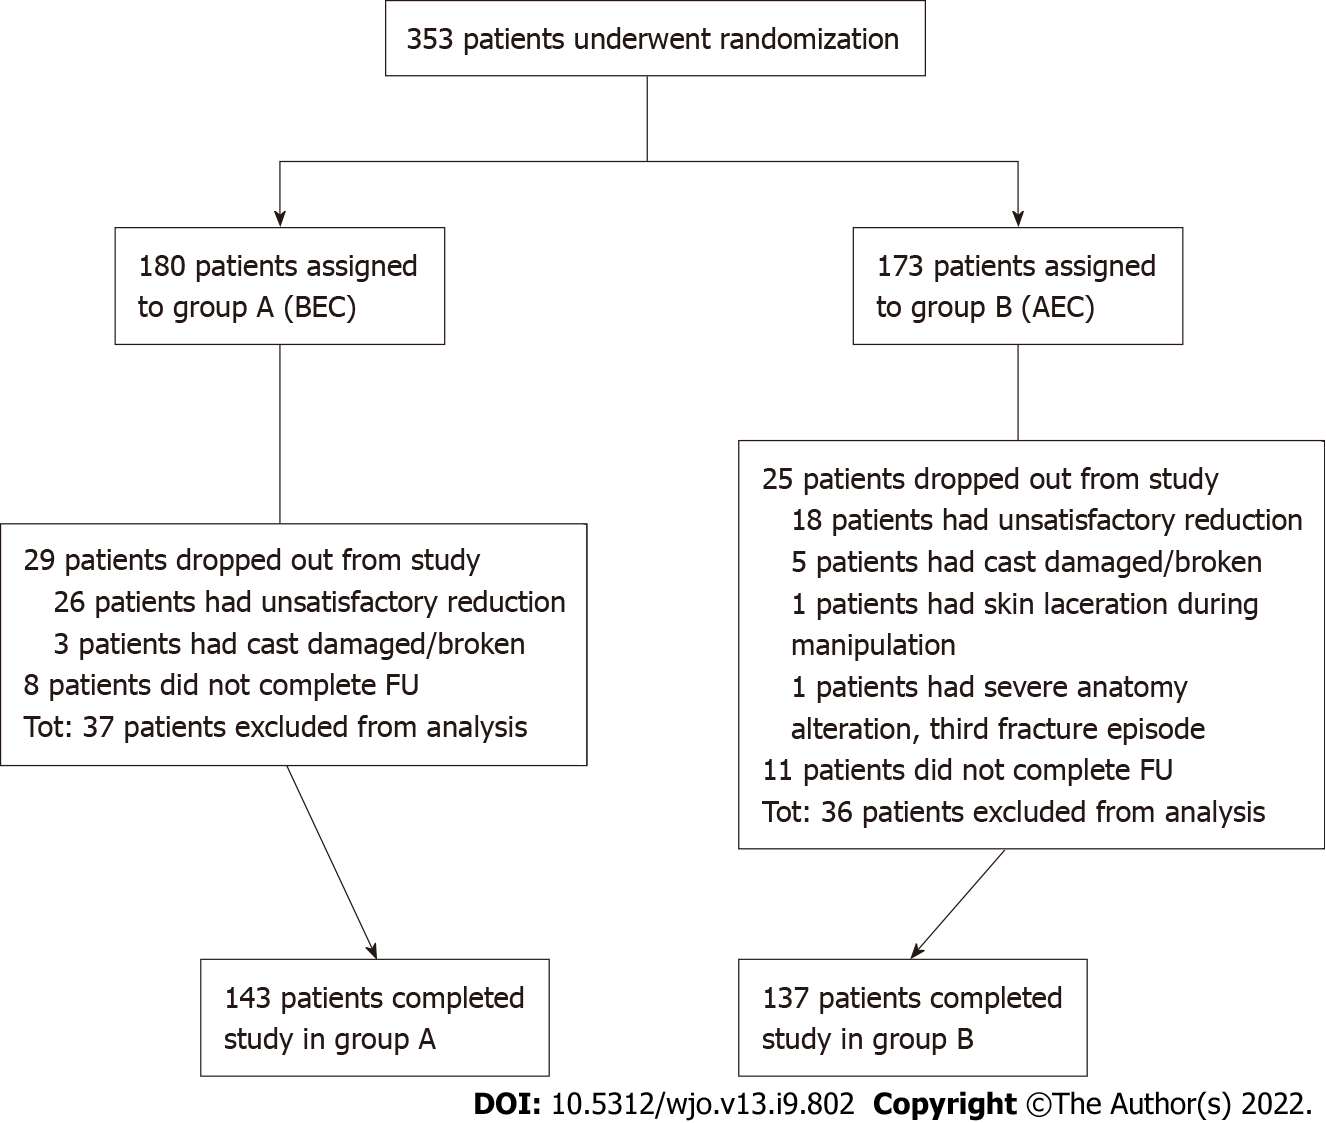 353 patients underwent randomization
180 patients assigned
to group A (BEC)
173 patients assigned
to group B (AEC)
29 patients dropped out from study
26 patients had unsatisfactory reduction
3 patients had cast damaged/broken
8 patients did not complete FU
Tot: 37 patients excluded from analysis
25 patients dropped out from study
18 patients had unsatisfactory reduction
5 patients had cast damaged/broken
1 patients had skin laceration during
manipulation
1 patients had severe anatomy
alteration, third fracture episode
11 patients did not complete FU
Tot: 36 patients excluded from analysis
143 patients completed
study in group A
137 patients completed
study in group B
DOI: 10.5312/wjo.v13.i9.802 Copyright ©The Author(s) 2022.